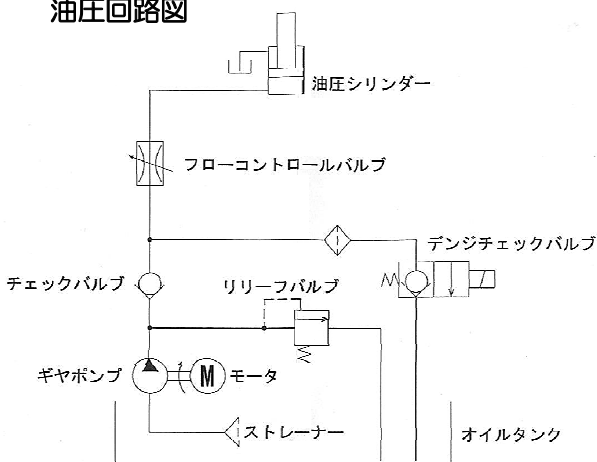 油圧回路図
油圧シリンダー
フローコントロールバルブ
デンジチェックバルブ
チェックバルブ
リリーフバルブ
ギヤポンプ
M
モータ
ストレーナー
オイルタンク